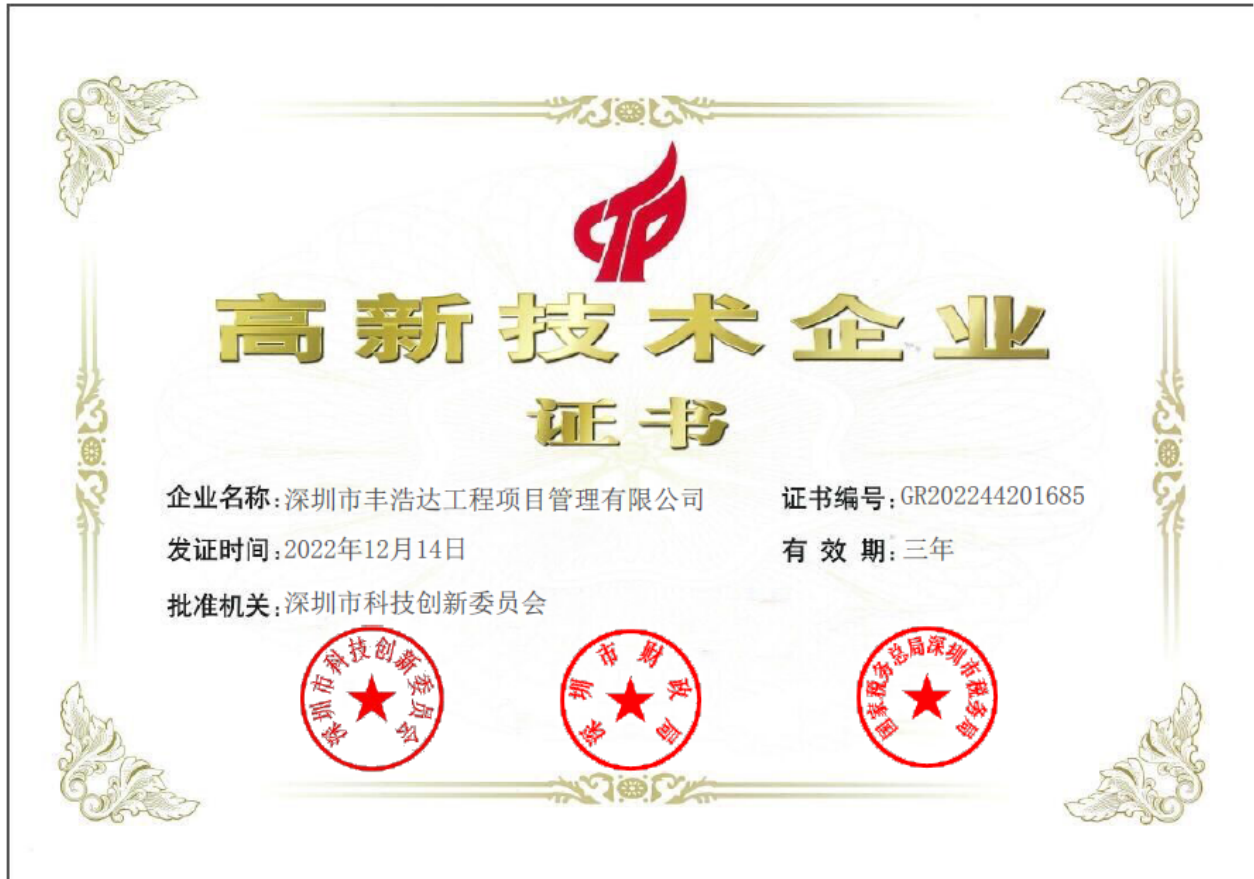 CTP
高新技术企业
证书
企业名称:深圳市丰浩达工程项目管理有限公司
证书编号:GR202244201685
发证时间:2022年12月14日
有效期:三年
批准机关:深圳市科技创新委员会
深圳市科技创新委员会
深圳市财政局
国家税务总局深圳市税务局